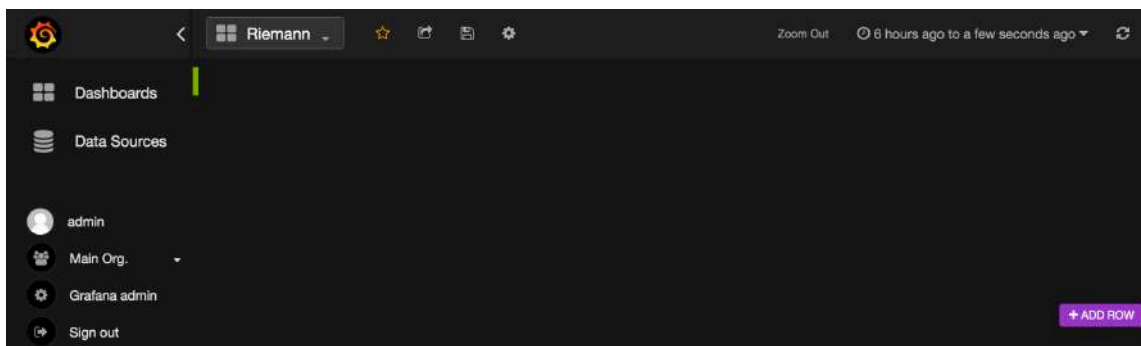 Riemann
Zoom Out
6 hours ago to a few seconds ago
Dashboards
Data Sources
admin
Main Org.
Grafana admin
Sign out
+ ADD ROW